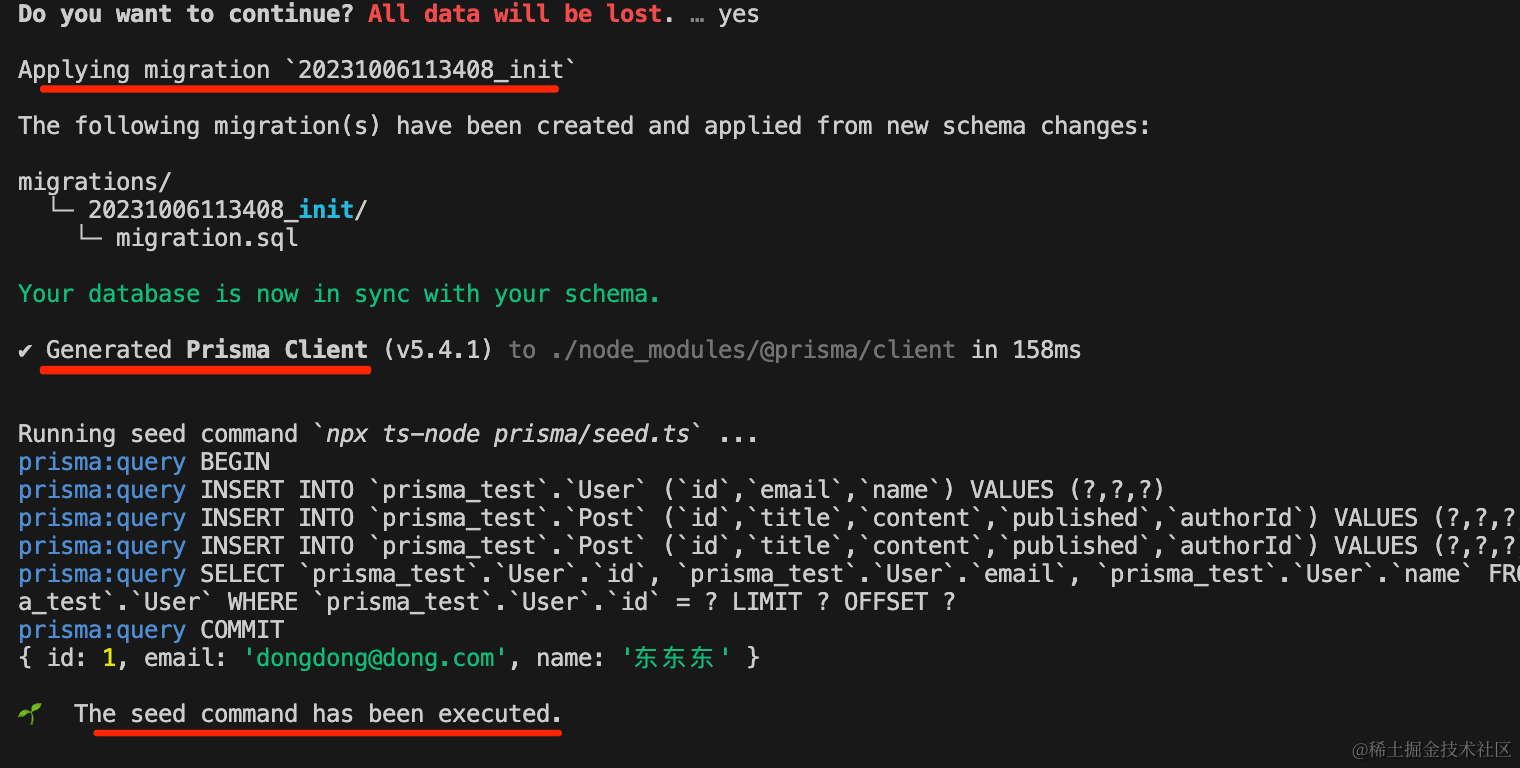 Do you want to continue? All data will be lost. … yes
Applying migration `20231006113408_init`
The following migration(s) have been created and applied from new schema changes:
migrations/
└─ 20231006113408_init/
└─ migration.sql
Your database is now in sync with your schema.
✔ Generated Prisma Client (v5.4.1) to ./node_modules/@prisma/client in 158ms
Running seed command `npx ts-node prisma/seed.ts` ...
prisma:query BEGIN
prisma:query INSERT INTO `prisma_test`.`User` (`id`,`email`,`name`) VALUES (?,?,?)
prisma:query INSERT INTO `prisma_test`.`Post` (`id`,`title`,`content`,`published`,`authorId`) VALUES (?,?,?
prisma:query INSERT INTO `prisma_test`.`Post` (`id`,`title`,`content`,`published`,`authorId`) VALUES (?,?,?
prisma:query SELECT `prisma_test`.`User`.`id`, `prisma_test`.`User`.`email`, `prisma_test`.`User`.`name` FRO
a_test`.`User` WHERE `prisma_test`.`User`.`id` = ? LIMIT ? OFFSET ?
prisma:query COMMIT
{ id: 1, email: 'dongdong@dong.com', name: '东东东' }
🌱 The seed command has been executed.
@稀土掘金技术社区